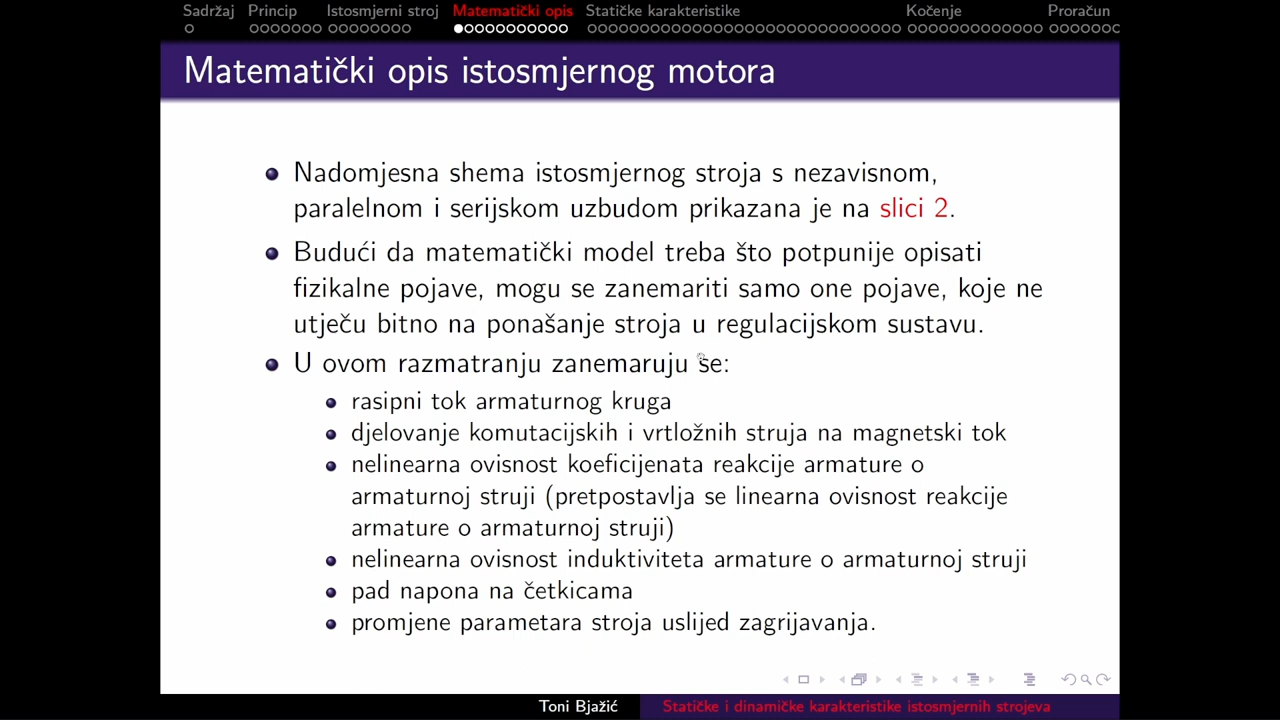 Sadržaj Princip Istosmjerni stroj Matematički opis Statičke karakteristike Kočenje Proračun
Matematički opis istosmjernog motora
Nadomjesna shema istosmjernog stroja s nezavisnom,
paralelnom i serijskom uzbudom prikazana je na slici 2.
Budući da matematički model treba što potpunije opisati
fizikalne pojave, mogu se zanemariti samo one pojave, koje ne
utječu bitno na ponašanje stroja u regulacijskom sustavu.
U ovom razmatranju zanemaruju se:
rasipni tok armaturnog kruga
djelovanje komutacijskih i vrtložnih struja na magnetski tok
nelinearna ovisnost koeficijenata reakcije armature o
armaturnoj struji (pretpostavlja se linearna ovisnost reakcije
armature o armaturnoj struji)
nelinearna ovisnost induktiviteta armature o armaturnoj struji
pad napona na četkicama
promjene parametara stroja uslijed zagrijavanja.
Toni Bjažić Statičke i dinamičke karakteristike istosmjernih strojeva